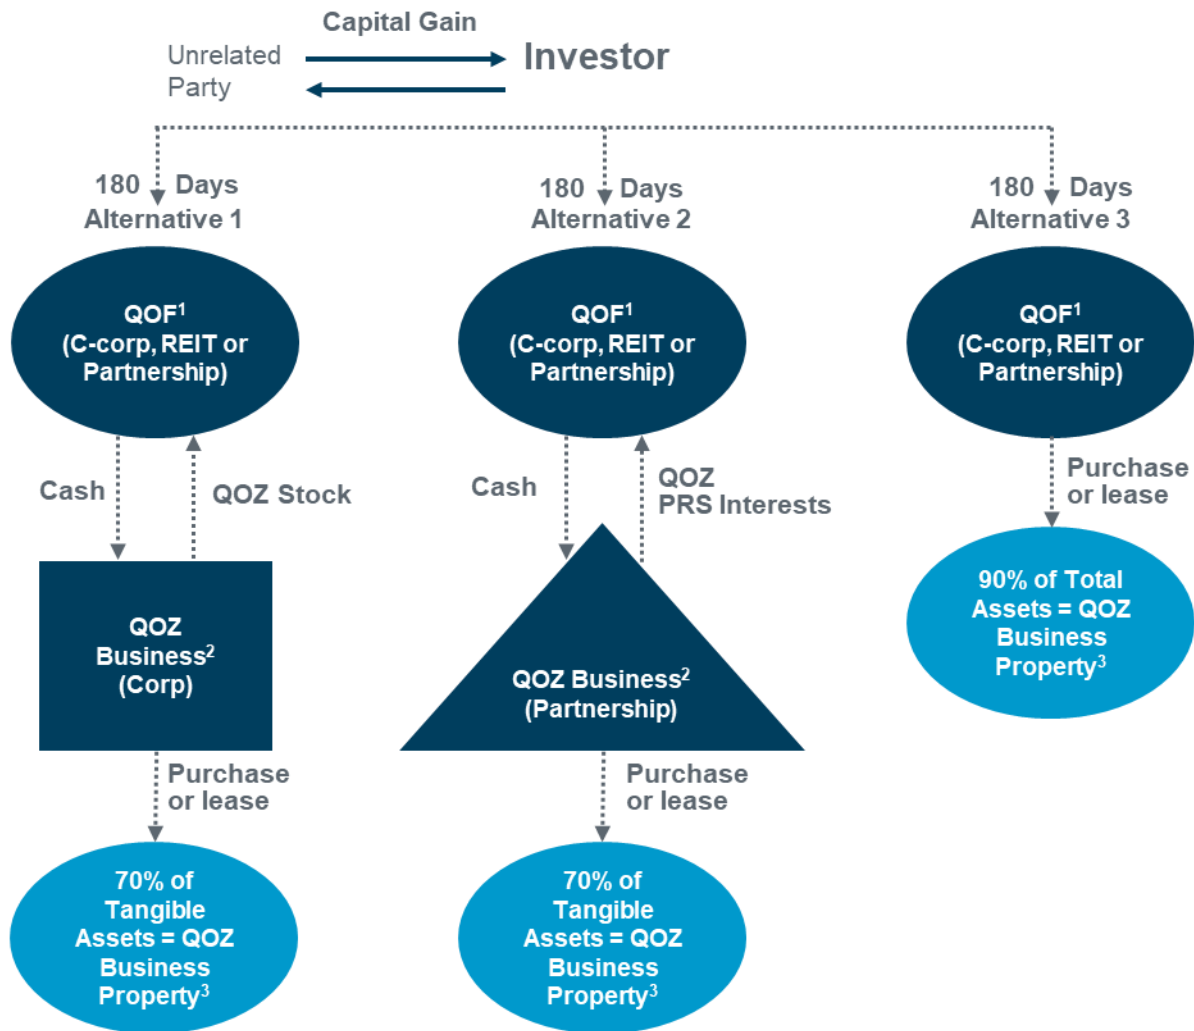 Capital Gain
Unrelated
Party
Investor
180 Days
Alternative 1
180 Days
Alternative 2
180 Days
Alternative 3
QOF¹
(C-corp, REIT or
Partnership)
QOF¹
(C-corp, REIT or
Partnership)
QOF¹
(C-corp, REIT or
Partnership)
Cash
QOZ Stock
Cash
QOZ
PRS Interests
Purchase
or lease
QOZ
Business²
(Corp)
QOZ Business²
(Partnership)
90% of Total
Assets = QOZ
Business
Property³
Purchase
or lease
Purchase
or lease
70% of
Tangible
Assets = QOZ
Business
Property³
70% of
Tangible
Assets = QOZ
Business
Property³